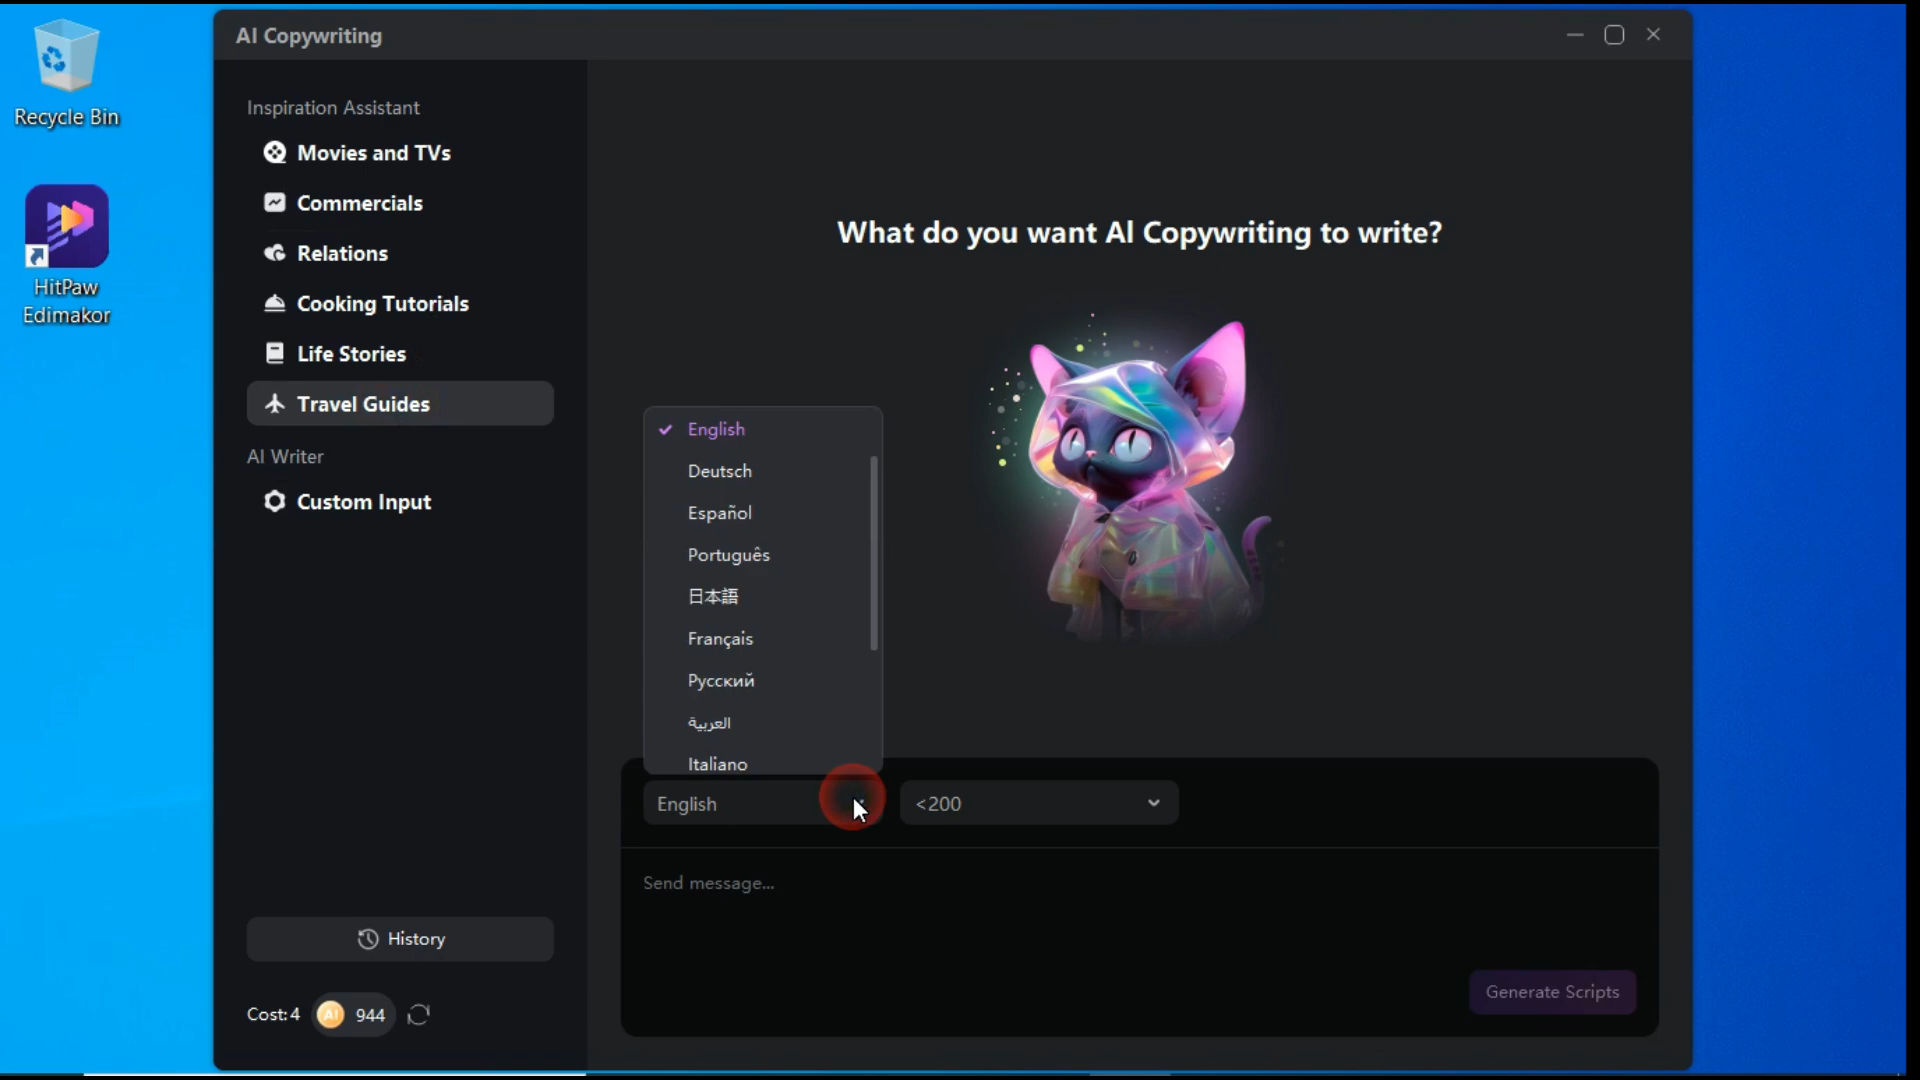 AI Copywriting
Recycle Bin
HitPaw
Edimakor
Inspiration Assistant
Movies and TVs
Commercials
Relations
Cooking Tutorials
Life Stories
Travel Guides
AI Writer
Custom Input
History
Cost:4
AI
944
What do you want AI Copywriting to write?
English
Deutsch
Español
Português
日本語
Français
Русский
العربية
Italiano
English
<200
Send message...
Generate Scripts